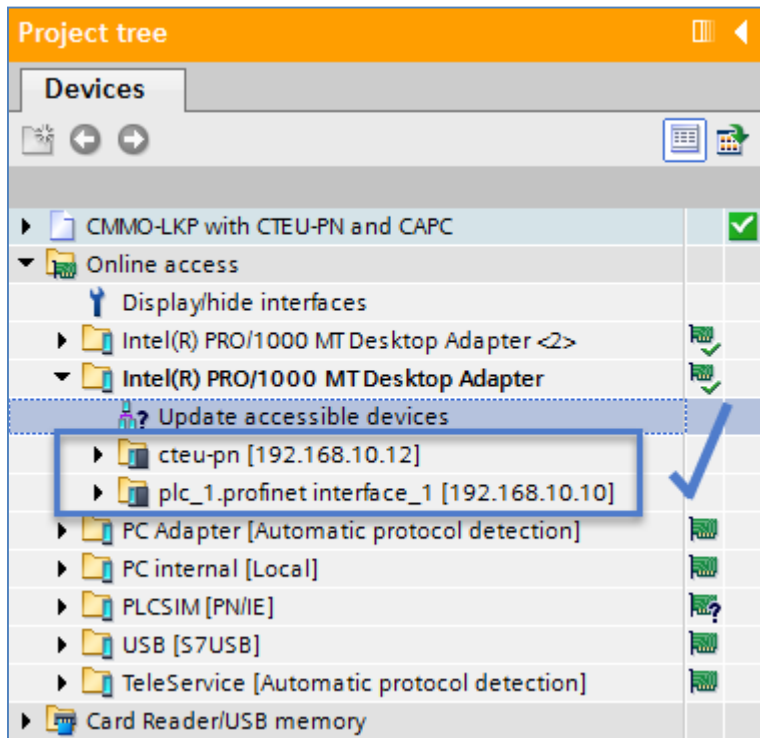 Project tree
Devices
CMMO-LKP with CTEU-PN and CAPC
Online access
Display/hide interfaces
Intel(R) PRO/1000 MT Desktop Adapter <2>
Intel(R) PRO/1000 MT Desktop Adapter
Update accessible devices
cteu-pn [192.168.10.12]
plc_1.profinet interface_1 [192.168.10.10]
PC Adapter [Automatic protocol detection]
PC internal [Local]
PLCSIM [PN/IE]
USB [S7USB]
TeleService [Automatic protocol detection]
Card Reader/USB memory